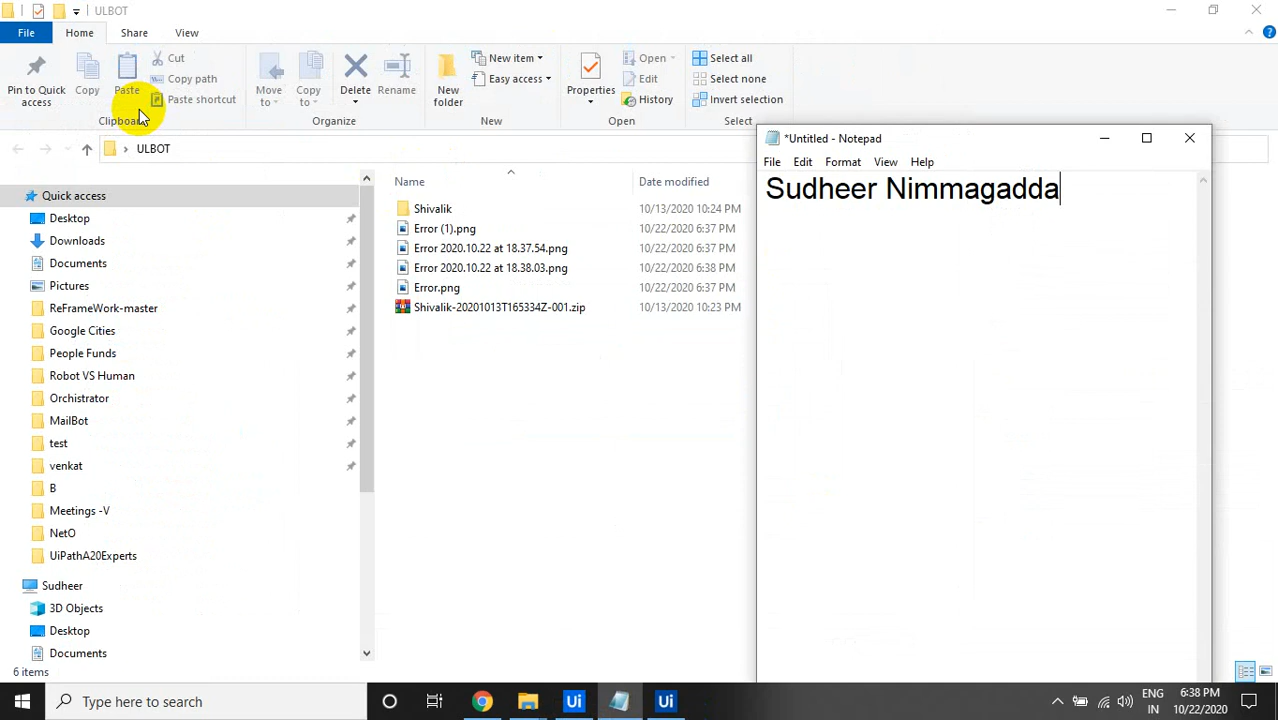 ULBOT
File Home Share View
Pin to Quick access
Copy
Paste
Cut
Copy path
Paste shortcut
Clipboard
Move to
Copy to
Delete
Rename
Organize
New folder
New item
Easy access
New
Properties
Open
Edit
History
Open
Select all
Select none
Invert selection
Select
ULBOT
Quick access
Desktop
Downloads
Documents
Pictures
ReFrameWork-master
Google Cities
People Funds
Robot VS Human
Orchistrator
MailBot
test
venkat
B
Meetings -V
NetO
UiPathA20Experts
Sudheer
3D Objects
Desktop
Documents
6 items
Name Date modified
Shivalik 10/13/2020 10:24 PM
Error (1).png 10/22/2020 6:37 PM
Error 2020.10.22 at 18.37.54.png 10/22/2020 6:37 PM
Error 2020.10.22 at 18.38.03.png 10/22/2020 6:38 PM
Error.png 10/22/2020 6:37 PM
Shivalik-20201013T165334Z-001.zip 10/13/2020 10:23 PM
*Untitled - Notepad
File Edit Format View Help
Sudheer Nimmagadda
Type here to search
Ui
Ui
ENG
IN
6:38 PM
10/22/2020